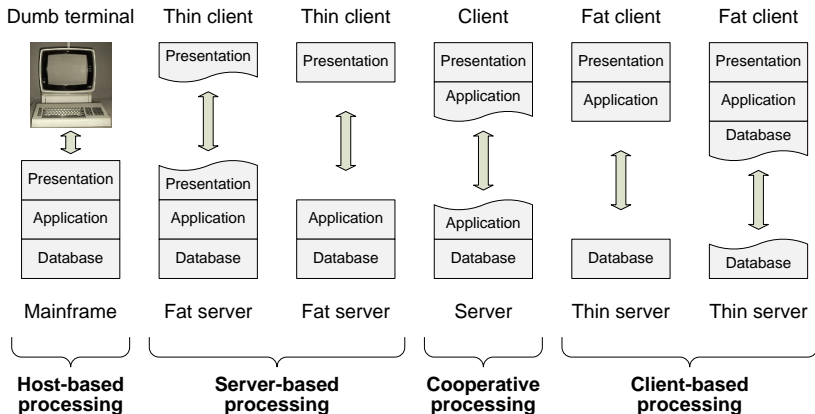 Dumb terminal
Thin client
Thin client
Client
Fat client
Fat client
Presentation
Presentation
Presentation
Application
Presentation
Application
Presentation
Application
Database
Presentation
Application
Database
Presentation
Application
Database
Application
Database
Application
Database
Database
Database
Mainframe
Fat server
Fat server
Server
Thin server
Thin server
Host-based
processing
Server-based
processing
Cooperative
processing
Client-based
processing